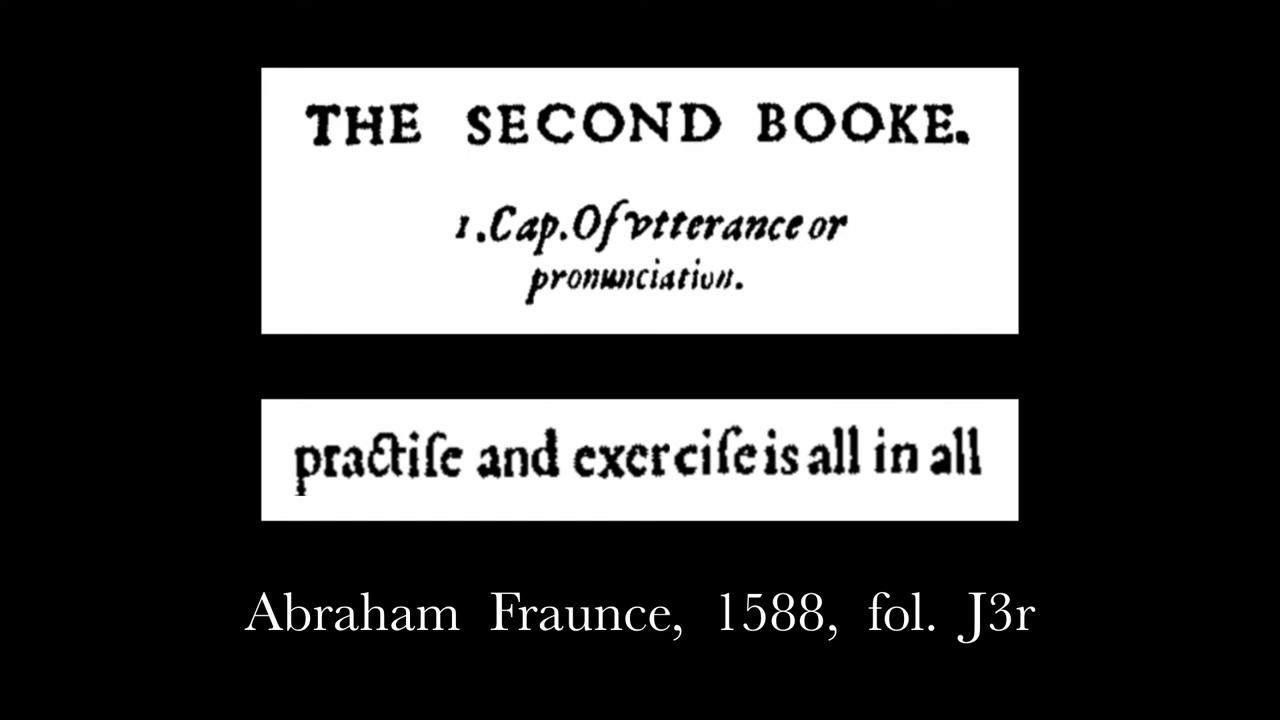 THE SECOND BOOKE.
1. Cap. Of vtterance or
pronunciation.
practiſe and exerciſe is all in all
Abraham Fraunce, 1588, fol. J3r